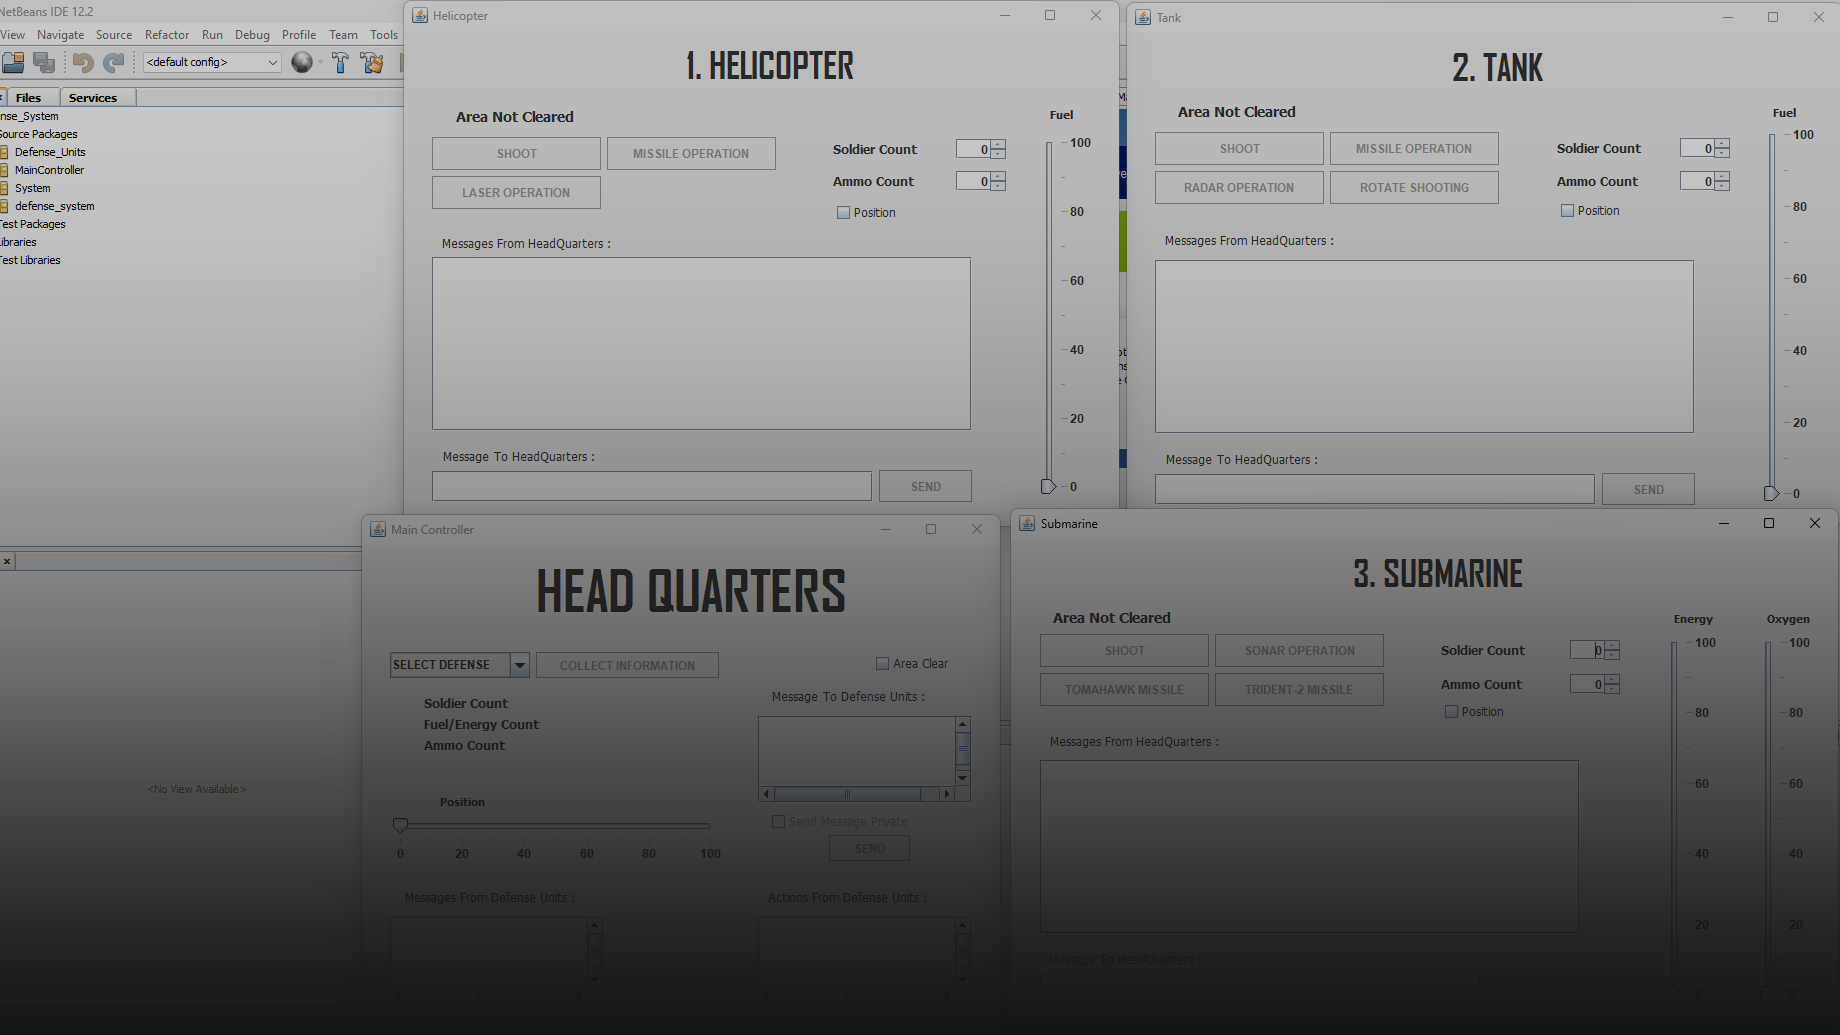 NetBeans IDE 12.2
View Navigate Source Refactor Run Debug Profile Team Tools
<default config>
Files Services
nse_System
Source Packages
Defense_Units
MainController
System
defense_system
Test Packages
ibraries
Test Libraries
<No View Available>
Helicopter
1. HELICOPTER
Area Not Cleared
Fuel
SHOOT MISSILE OPERATION
LASER OPERATION
Soldier Count 0
Ammo Count 0
Position
100
80
60
40
20
0
Messages From HeadQuarters :
Message To HeadQuarters :
SEND
Tank
2. TANK
Area Not Cleared
Fuel
SHOOT MISSILE OPERATION
RADAR OPERATION ROTATE SHOOTING
Soldier Count 0
Ammo Count 0
Position
100
80
60
40
20
0
Messages From HeadQuarters :
Message To HeadQuarters :
SEND
Main Controller
HEAD QUARTERS
SELECT DEFENSE COLLECT INFORMATION
Area Clear
Soldier Count
Fuel/Energy Count
Ammo Count
Message To Defense Units :
Position
0 20 40 60 80 100
Send Message Private
SEND
Messages From Defense Units :
Actions From Defense Units :
Submarine
3. SUBMARINE
Area Not Cleared
Energy Oxygen
SHOOT SONAR OPERATION
TOMAHAWK MISSILE TRIDENT-2 MISSILE
Soldier Count 0
Ammo Count 0
Position
100 100
80 80
60 60
40 40
20 20
0 0
Messages From HeadQuarters :
Message To HeadQuarters :